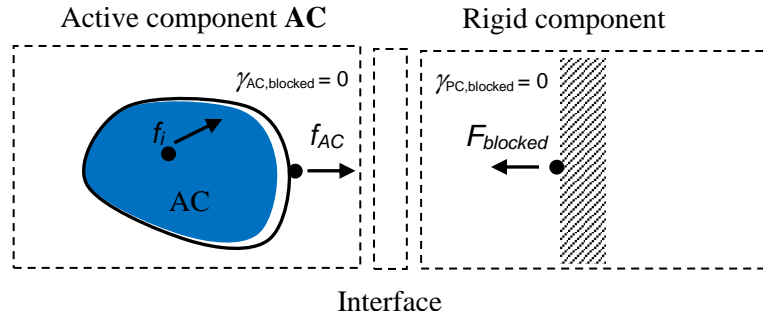 Active component AC
Rigid component
γAC,blocked = 0
γPC,blocked = 0
fi
fAC
Fblocked
AC
Interface